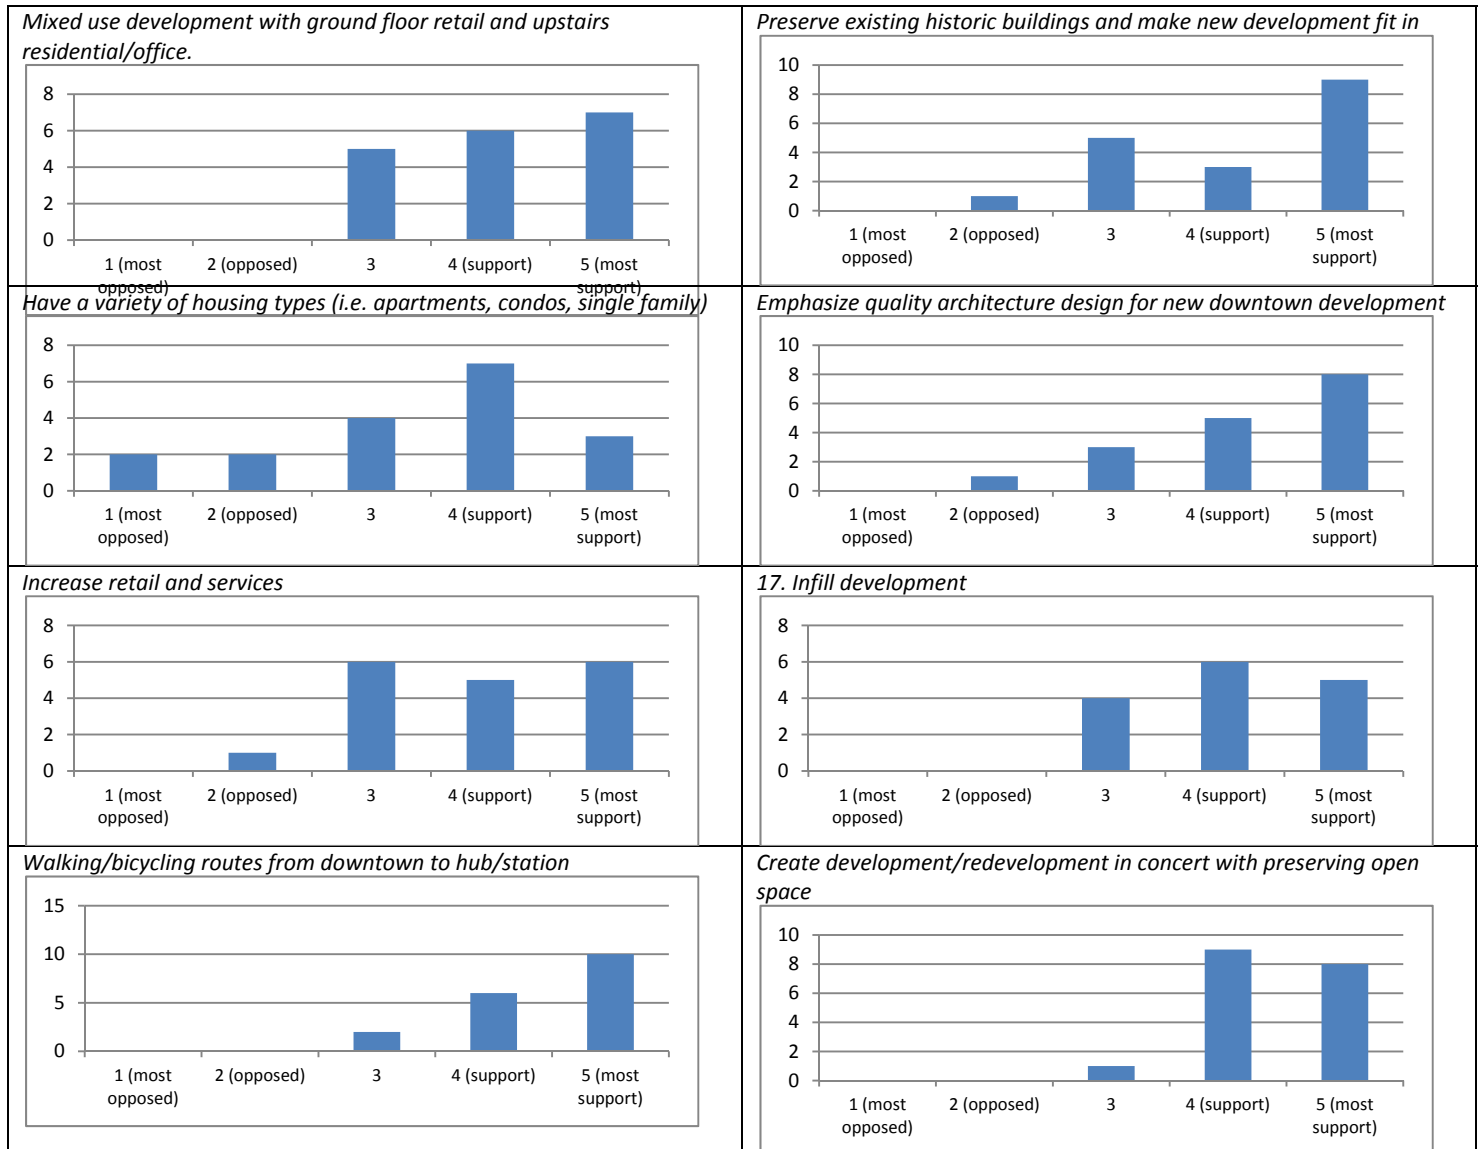 Mixed use development with ground floor retail and upstairs
residential/office.
8
6
4
2
0
1 (most
opposed)
2 (opposed)
3
4 (support)
5 (most
support)
Preserve existing historic buildings and make new development fit in
10
8
6
4
2
0
1 (most
opposed)
2 (opposed)
3
4 (support)
5 (most
support)
Have a variety of housing types (i.e. apartments, condos, single family)
8
6
4
2
0
1 (most
opposed)
2 (opposed)
3
4 (support)
5 (most
support)
Emphasize quality architecture design for new downtown development
10
8
6
4
2
0
1 (most
opposed)
2 (opposed)
3
4 (support)
5 (most
support)
Increase retail and services
8
6
4
2
0
1 (most
opposed)
2 (opposed)
3
4 (support)
5 (most
support)
17. Infill development
8
6
4
2
0
1 (most
opposed)
2 (opposed)
3
4 (support)
5 (most
support)
Walking/bicycling routes from downtown to hub/station
15
10
5
0
1 (most
opposed)
2 (opposed)
3
4 (support)
5 (most
support)
Create development/redevelopment in concert with preserving open
space
10
8
6
4
2
0
1 (most
opposed)
2 (opposed)
3
4 (support)
5 (most
support)